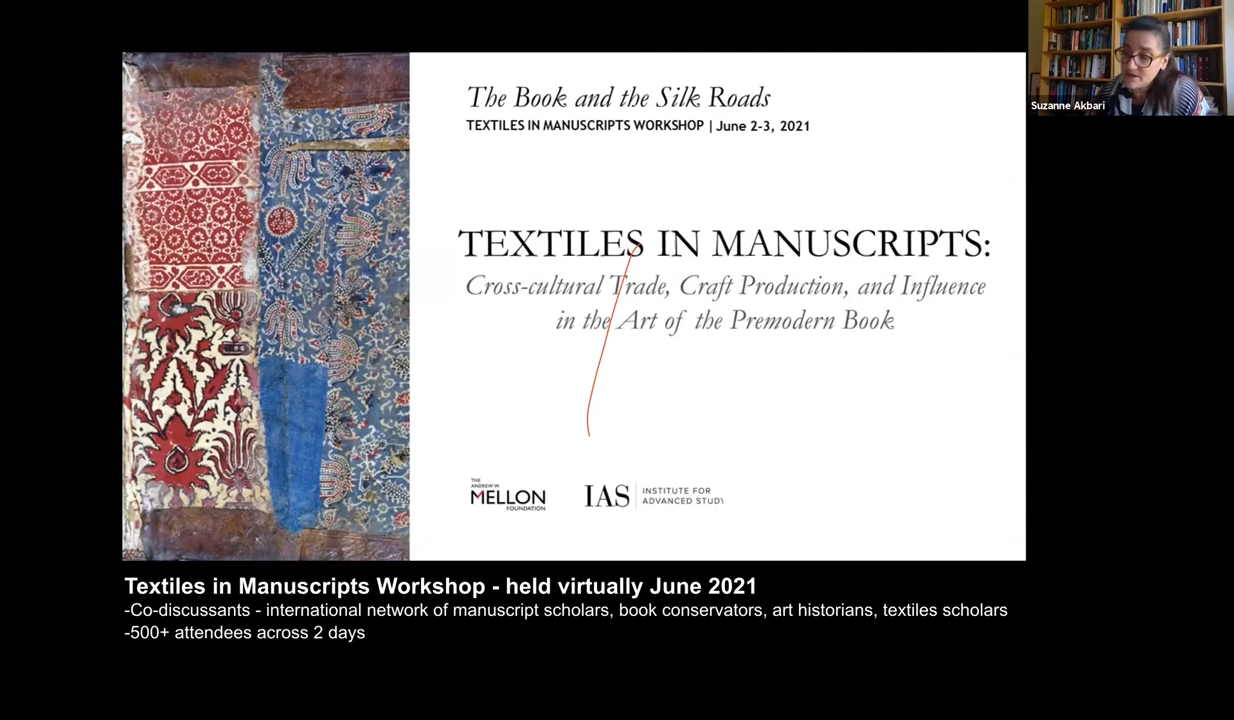 The Book and the Silk Roads
TEXTILES IN MANUSCRIPTS WORKSHOP | June 2-3, 2021
Suzanne Akbari
TEXTILES IN MANUSCRIPTS:
Cross-cultural Trade, Craft Production, and Influence
in the Art of the Premodern Book
THE
ANDREW W.
MELLON
FOUNDATION
IAS
INSTITUTE FOR
ADVANCED STUDY
Textiles in Manuscripts Workshop - held virtually June 2021
-Co-discussants - international network of manuscript scholars, book conservators, art historians, textiles scholars
-500+ attendees across 2 days